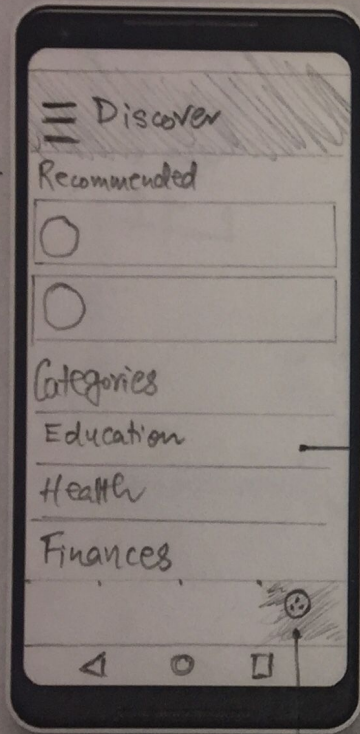 Discover
Recommended
Categories
Education
Health
Finances